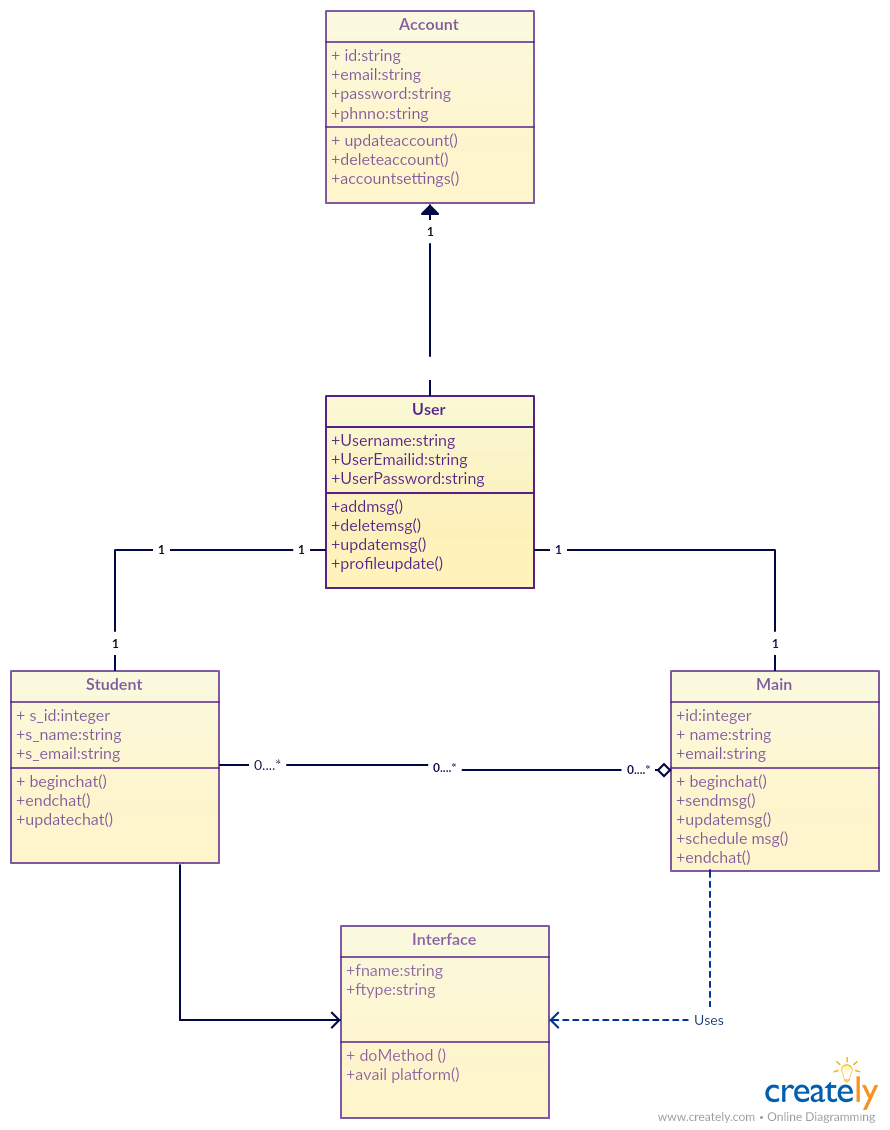 Account
+ id:string
+email:string
+password:string
+phnno:string
+ updateaccount()
+deleteaccount()
+accountsettings()
1
User
+Username:string
+UserEmailid:string
+UserPassword:string
+addmsg()
+deletemsg()
+updatemsg()
+profileupdate()
1
1
1
1
1
Student
+ s_id:integer
+s_name:string
+s_email:string
+ beginchat()
+endchat()
+updatechat()
0....*
0....*
0....*
Main
+id:integer
+ name:string
+email:string
+ beginchat()
+sendmsg()
+updatemsg()
+schedule msg()
+endchat()
Interface
+fname:string
+ftype:string
+ doMethod ()
+avail platform()
Uses
creately
www.creately.com • Online Diagramming